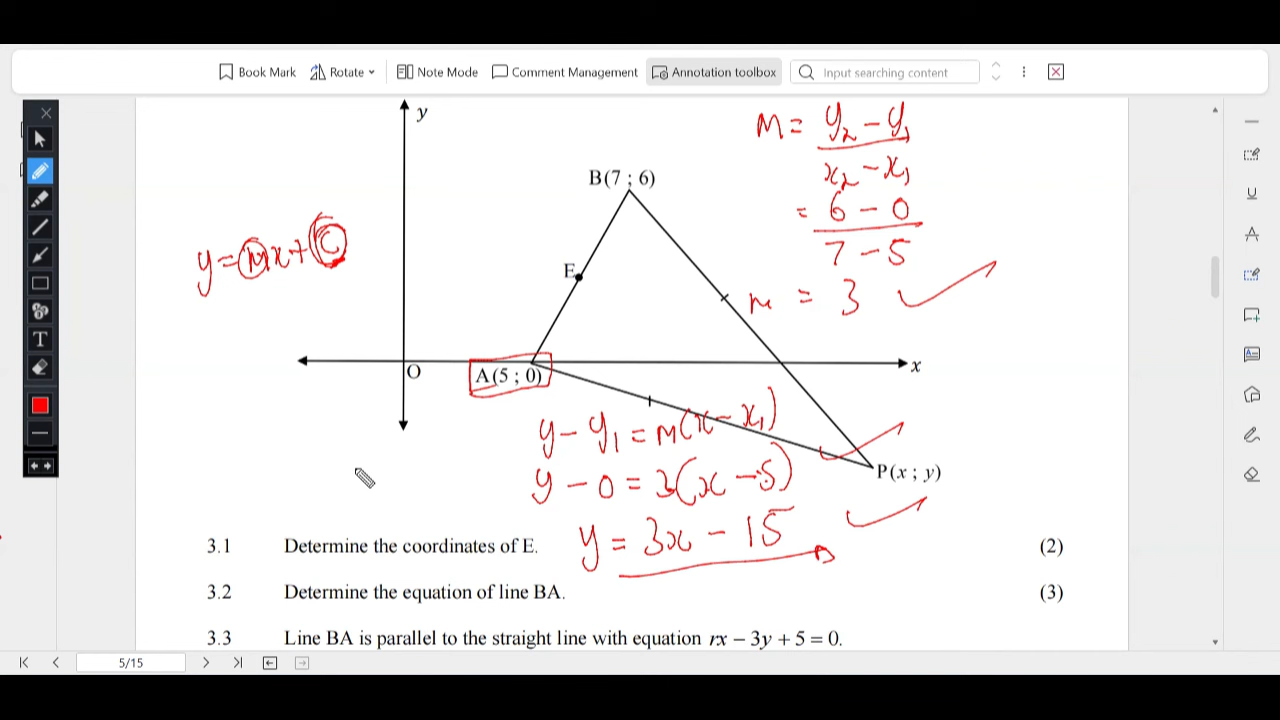 Book Mark Rotate Note Mode Comment Management Annotation toolbox Input searching content
y
M = y₂ − y₁
x₂ − x₁
= 6 − 0
7 − 5
m = 3
B(7 ; 6)
y = mx + c
E
x
O
A(5 ; 0)
y − y₁ = m(x − x₁)
P(x ; y)
y − 0 = 3(x − 5)
y = 3x − 15
3.1 Determine the coordinates of E. (2)
3.2 Determine the equation of line BA. (3)
3.3 Line BA is parallel to the straight line with equation rx − 3y + 5 = 0.
5/15